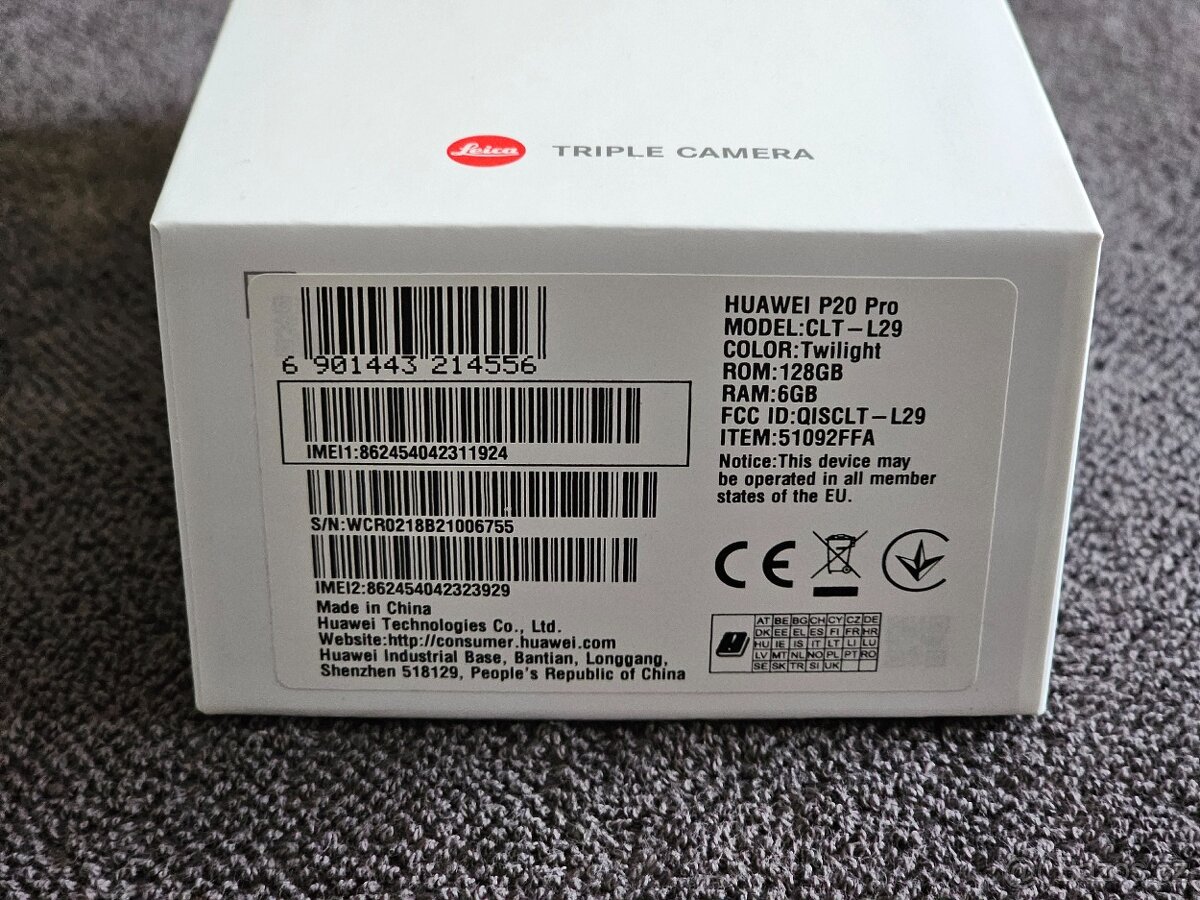 Leica TRIPLE CAMERA
6 901443 214556
IMEI1:862454042311924
S/N:WCR0218B21006755
IMEI2:862454042323929
Made in China
Huawei Technologies Co., Ltd.
Website:http://consumer.huawei.com
Huawei Industrial Base, Bantian, Longgang,
Shenzhen 518129, People's Republic of China
HUAWEI P20 Pro
MODEL:CLT-L29
COLOR:Twilight
ROM:128GB
RAM:6GB
FCC ID:QISCLT-L29
ITEM:51092FFA
Notice:This device may
be operated in all member
states of the EU.
CE
AT BE BG CH CY CZ DE
DK EE EL ES FI FR HR
HU IE IS IT LT LI LU
LV MT NL NO PL PT RO
SE SK TR SI UK